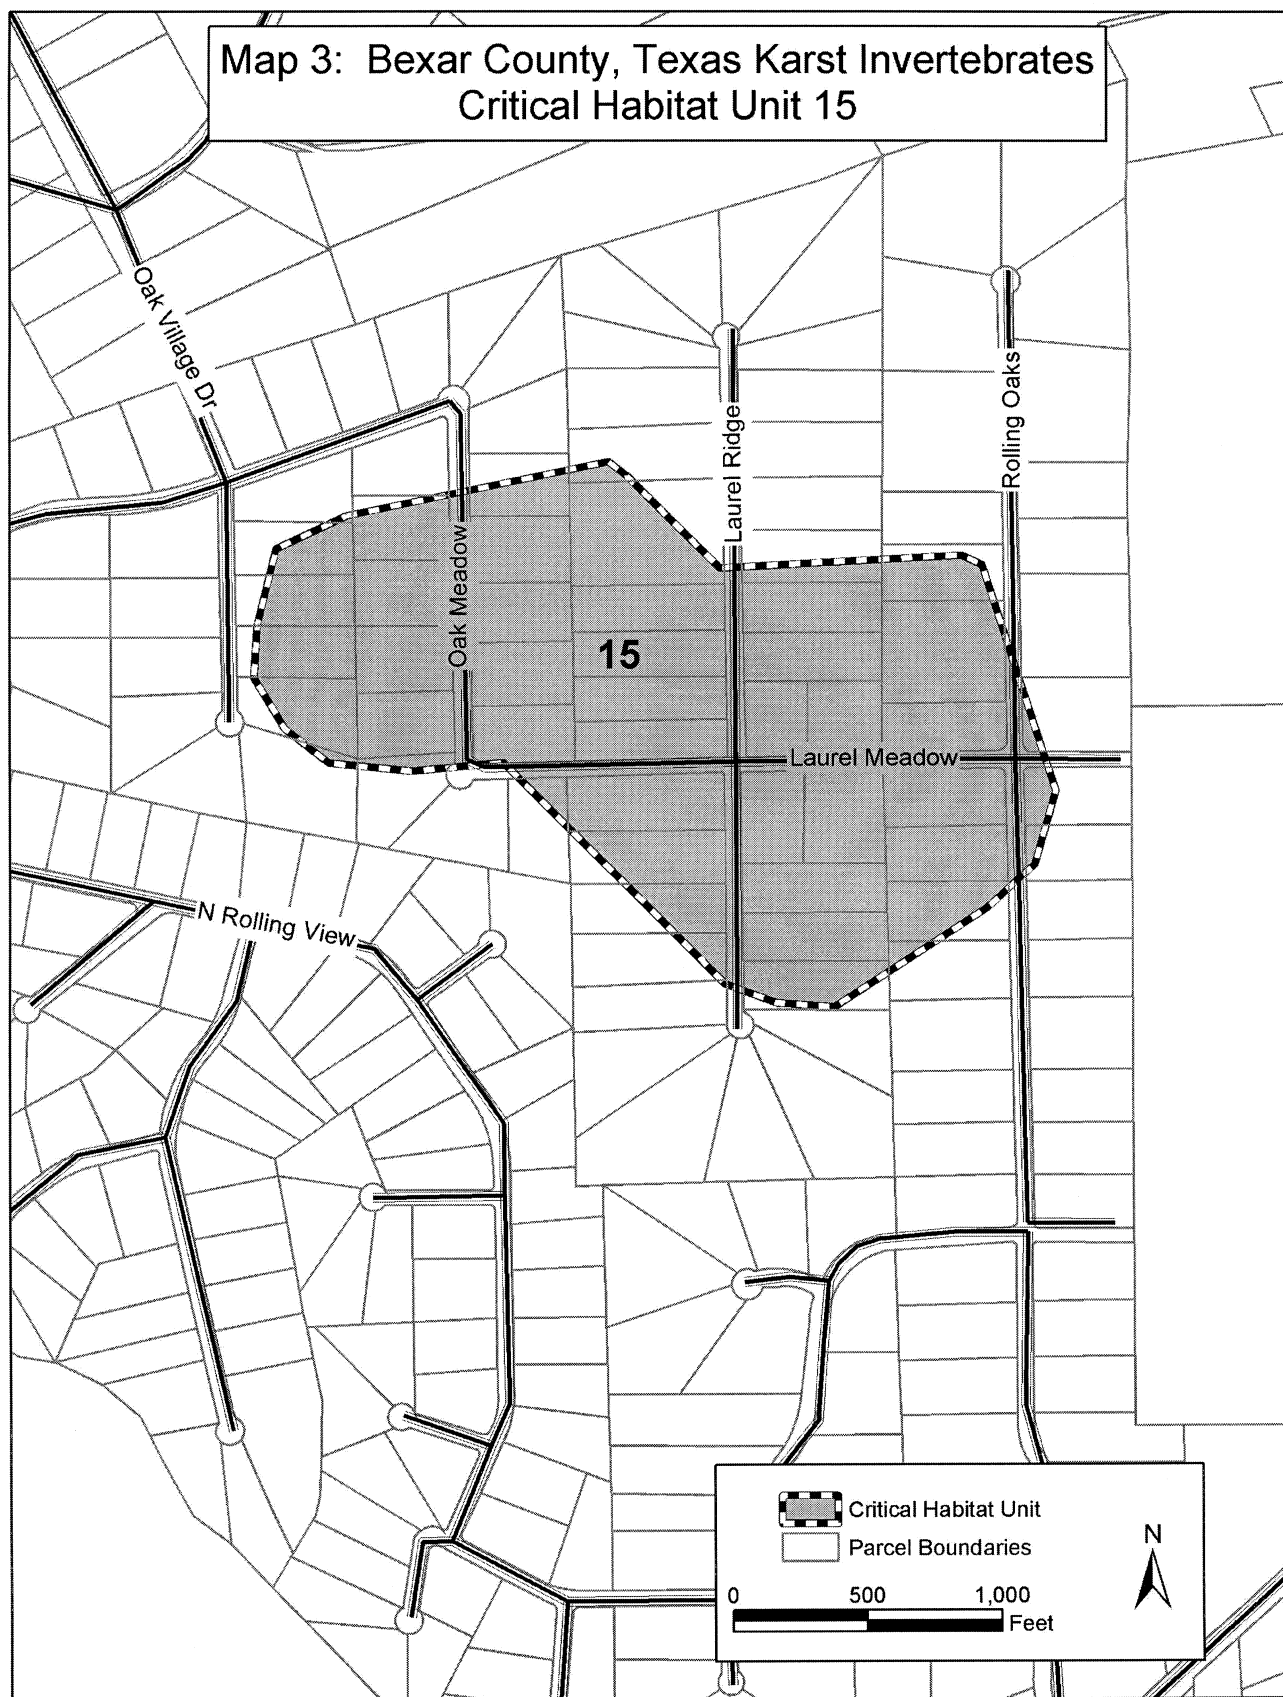 Map 3: Bexar County, Texas Karst Invertebrates
Critical Habitat Unit 15
Oak Village Dr
Laurel Ridge
Rolling Oaks
Oak Meadow
15
Laurel Meadow
N Rolling View
Critical Habitat Unit
Parcel Boundaries
N
0 500 1,000
Feet